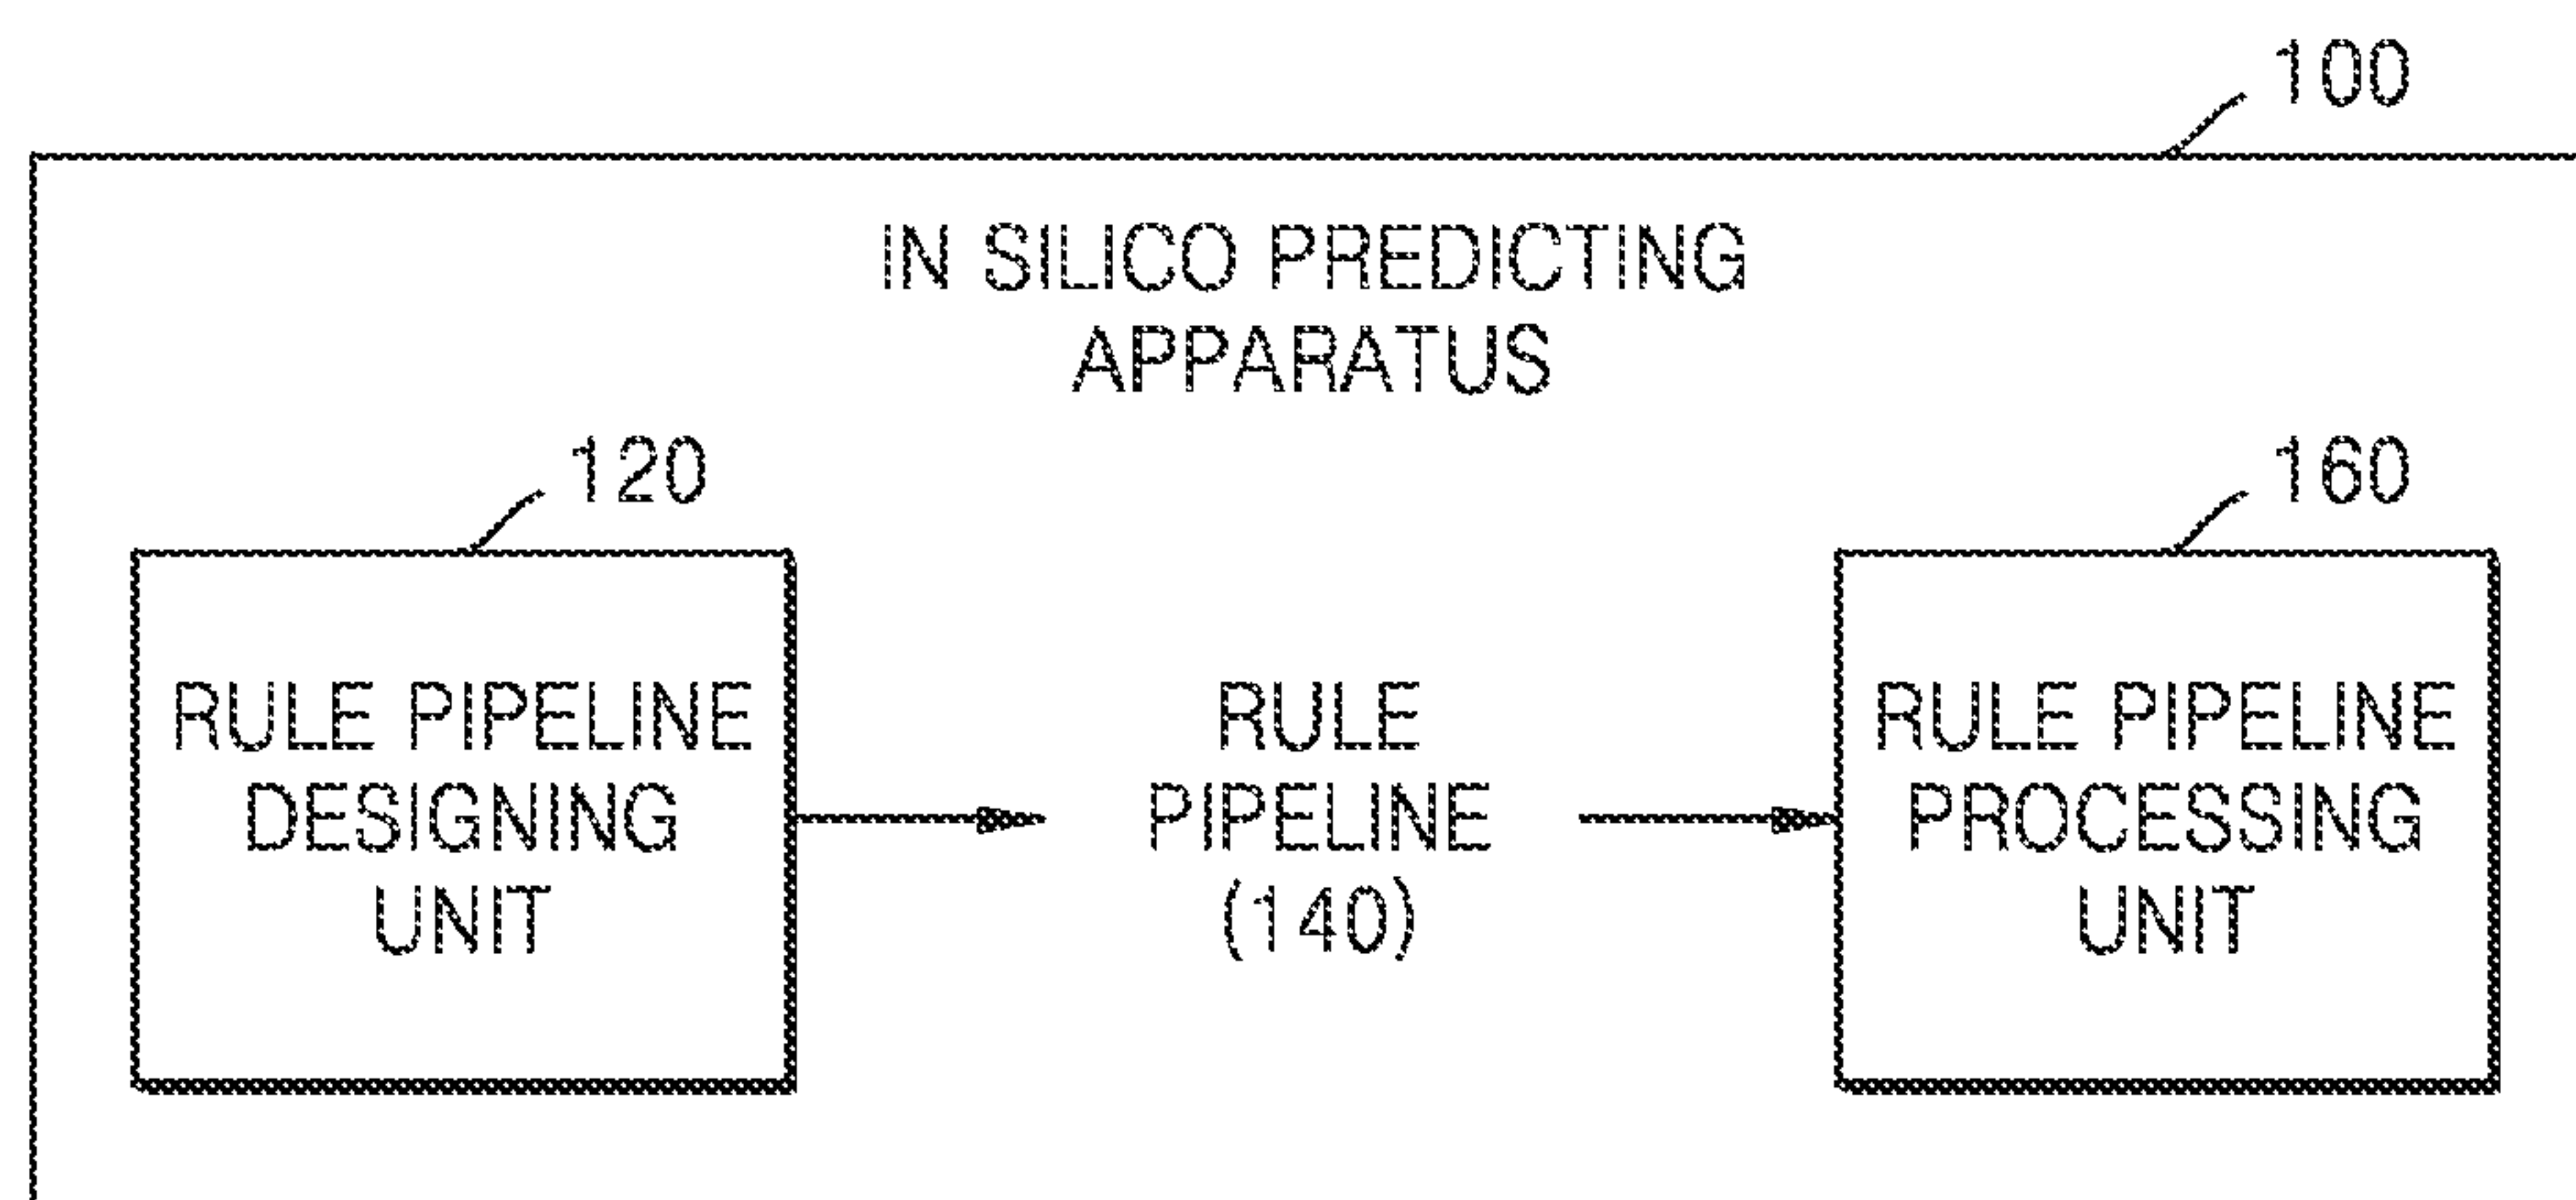 100
IN SILICO PREDICTING
APPARATUS
120
160
RULE PIPELINE
DESIGNING
UNIT
RULE
PIPELINE
(140)
RULE PIPELINE
PROCESSING
UNIT